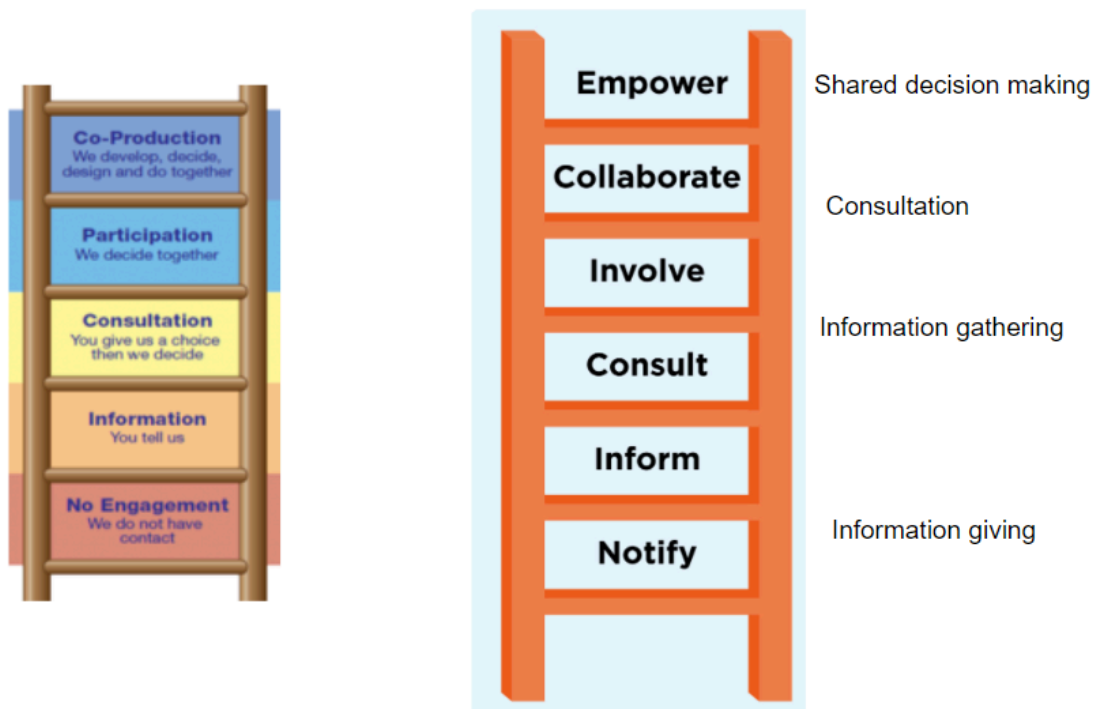 Co-Production
We develop, decide,
design and do together
Participation
We decide together
Consultation
You give us a choice
then we decide
Information
You tell us
No Engagement
We do not have
contact
Empower
Collaborate
Involve
Consult
Inform
Notify
Shared decision making
Consultation
Information gathering
Information giving